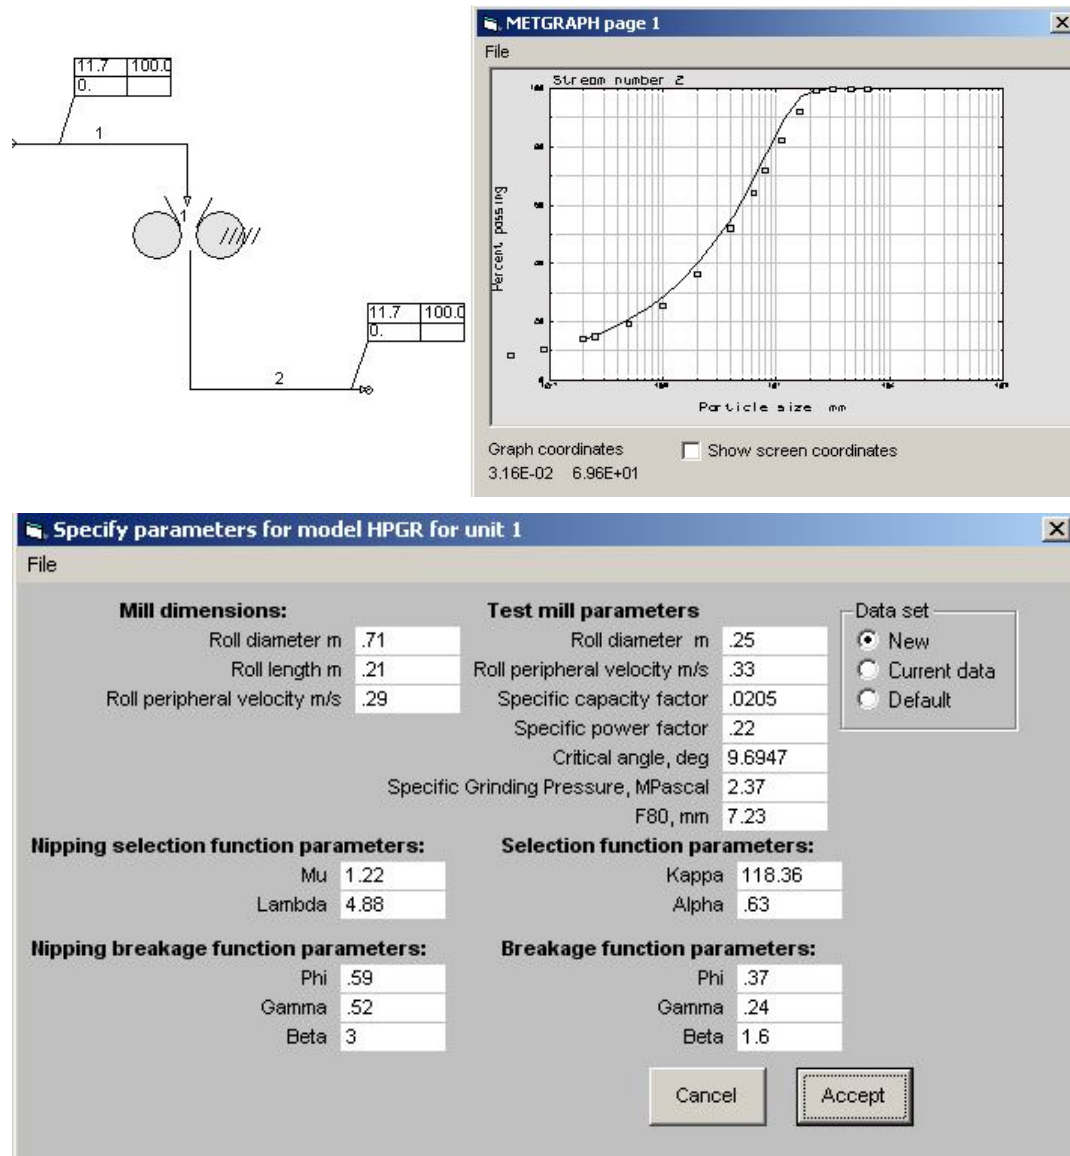 11.7 100.0
0.
1
1
11.7 100.0
0.
2
METGRAPH page 1
File
Stream number 2
Percent passing
Particle size mm
Graph coordinates
Show screen coordinates
3.16E-02 6.96E+01
Specify parameters for model HPGR for unit 1
File
Mill dimensions:
Roll diameter m .71
Roll length m .21
Roll peripheral velocity m/s .29
Test mill parameters
Roll diameter m .25
Roll peripheral velocity m/s .33
Specific capacity factor .0205
Specific power factor .22
Critical angle, deg 9.6947
Specific Grinding Pressure, MPascal 2.37
F80, mm 7.23
Data set
New
Current data
Default
Nipping selection function parameters:
Mu 1.22
Lambda 4.88
Selection function parameters:
Kappa 118.36
Alpha .63
Nipping breakage function parameters:
Phi .59
Gamma .52
Beta 3
Breakage function parameters:
Phi .37
Gamma .24
Beta 1.6
Cancel
Accept